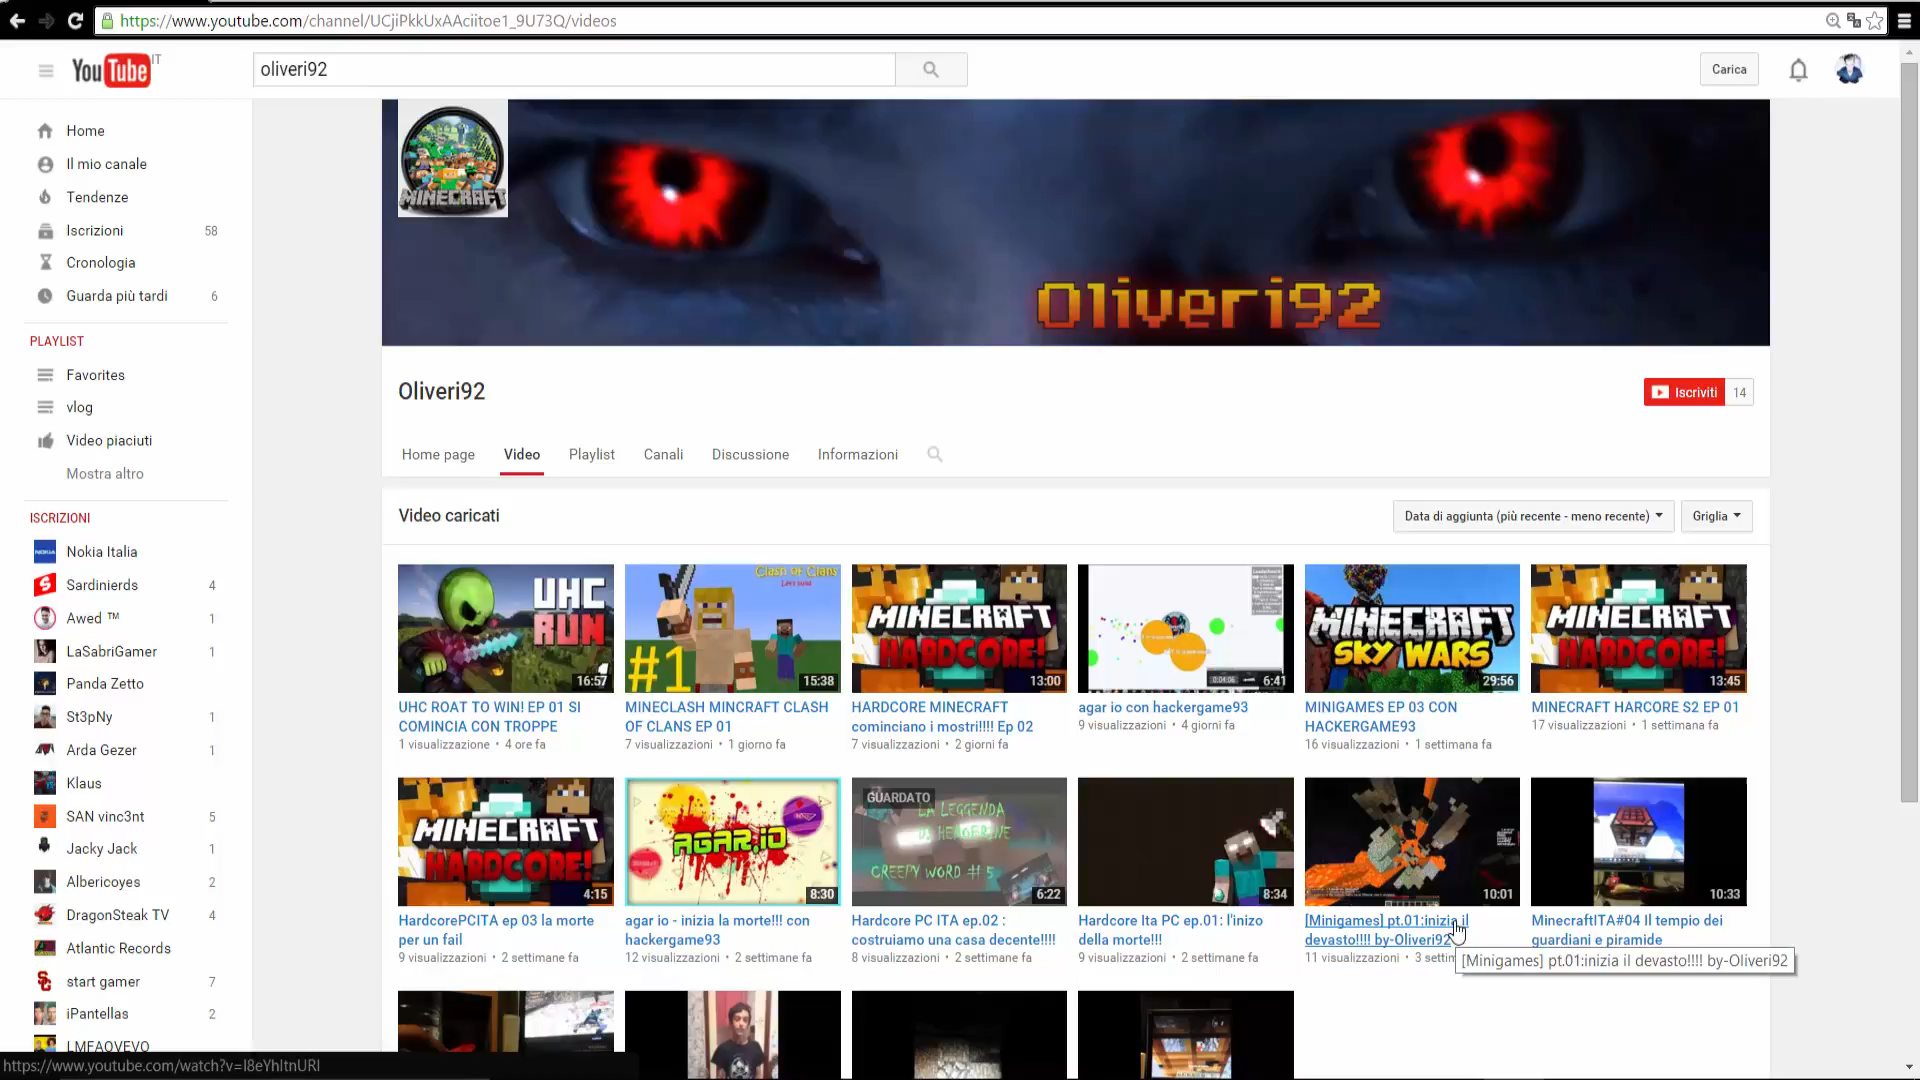 https://www.youtube.com/channel/UCjiPkkUxAAciitoe1_9U73Q/videos
YouTube IT
oliveri92
Carica
Home
Il mio canale
Tendenze
Iscrizioni 58
Cronologia
Guarda più tardi 6
PLAYLIST
Favorites
vlog
Video piaciuti
Mostra altro
ISCRIZIONI
Nokia Italia
Sardinierds 4
Awed ™ 1
LaSabriGamer 1
Panda Zetto
St3pNy 1
Arda Gezer 1
Klaus
SAN vinc3nt 5
Jacky Jack 1
Albericoyes 2
DragonSteak TV 4
Atlantic Records
start gamer 7
iPantellas 2
LMFAOVEVO
MINECRAFT
Oliveri92
Oliveri92
Iscriviti 14
Home page Video Playlist Canali Discussione Informazioni
Video caricati
Data di aggiunta (più recente - meno recente) Griglia
UHC
RUN
16:57
UHC ROAT TO WIN! EP 01 SI
COMINCIA CON TROPPE
1 visualizzazione • 4 ore fa
Clash of Clans
#1
15:38
MINECLASH MINCRAFT CLASH
OF CLANS EP 01
7 visualizzazioni • 1 giorno fa
MINECRAFT
HARDCORE!
13:00
HARDCORE MINECRAFT
cominciano i mostri!!!! Ep 02
7 visualizzazioni • 2 giorni fa
6:41
agar io con hackergame93
9 visualizzazioni • 4 giorni fa
MINECRAFT
SKY WARS
29:56
MINIGAMES EP 03 CON
HACKERGAME93
16 visualizzazioni • 1 settimana fa
MINECRAFT
HARDCORE!
13:45
MINECRAFT HARCORE S2 EP 01
17 visualizzazioni • 1 settimana fa
MINECRAFT
HARDCORE!
4:15
HardcorePCITA ep 03 la morte
per un fail
9 visualizzazioni • 2 settimane fa
AGAR.IO
8:30
agar io - inizia la morte!!! con
hackergame93
12 visualizzazioni • 2 settimane fa
GUARDATO
LA LEGGENDA
DI HEROBRINE
CREEPY WORD # 5
6:22
Hardcore PC ITA ep.02 :
costruiamo una casa decente!!!!
8 visualizzazioni • 2 settimane fa
8:34
Hardcore Ita PC ep.01: l'inizo
della morte!!!
9 visualizzazioni • 2 settimane fa
10:01
[Minigames] pt.01:inizia il
devasto!!!! by-Oliveri92
11 visualizzazioni • 3 settim
10:33
MinecraftITA#04 Il tempio dei
guardiani e piramide
[Minigames] pt.01:inizia il devasto!!!! by-Oliveri92
https://www.youtube.com/watch?v=I8eYhItnURI